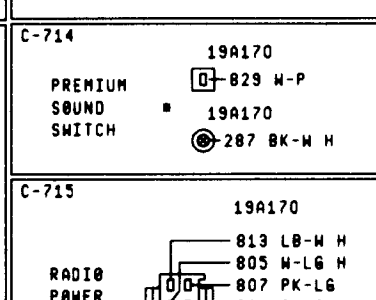 C-714
19A170
829 W-P
PREMIUM
SOUND
SWITCH
19A170
287 BK-W H
C-715
19A170
813 LB-W H
805 W-LG H
807 PK-LG
RADIO
POWER